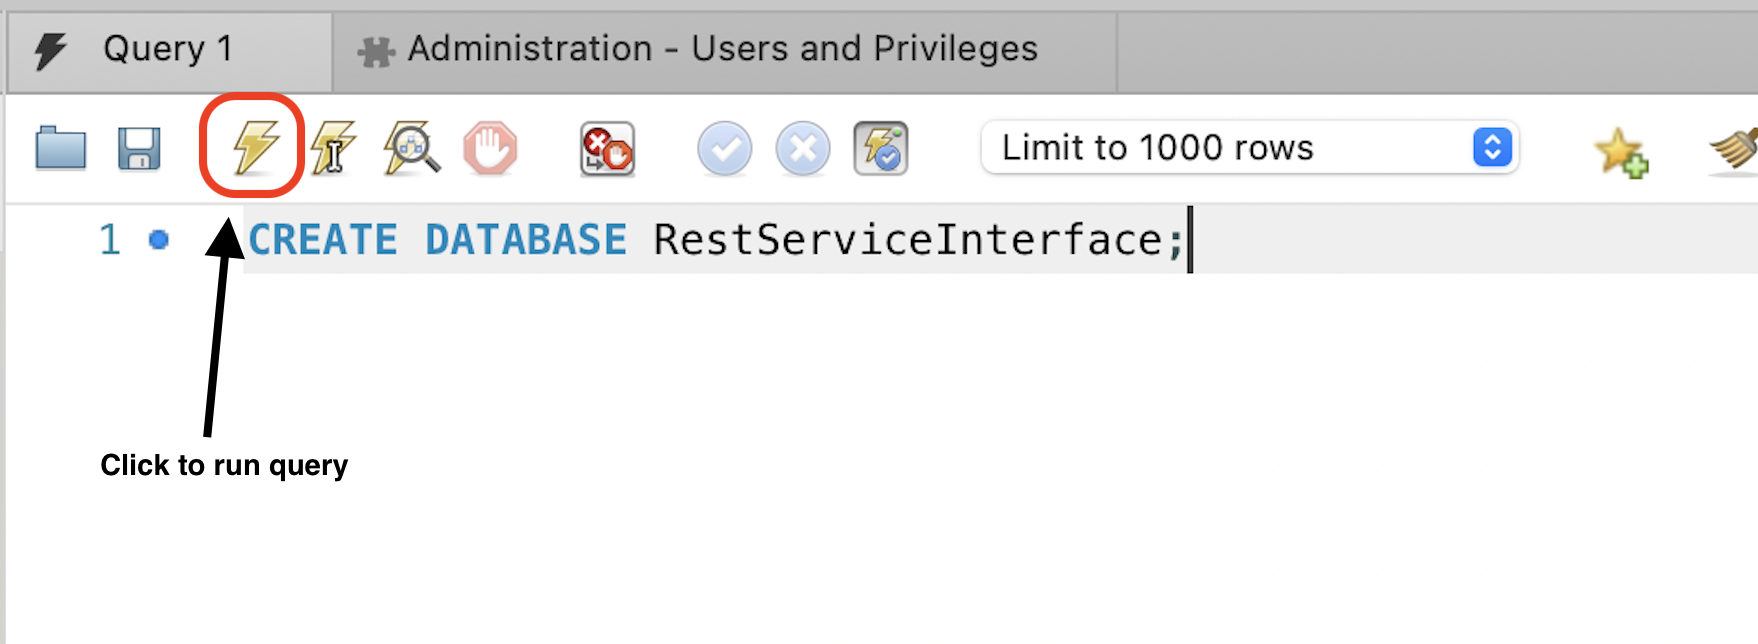 Query 1
Administration - Users and Privileges
Limit to 1000 rows
1 CREATE DATABASE RestServiceInterface;
Click to run query